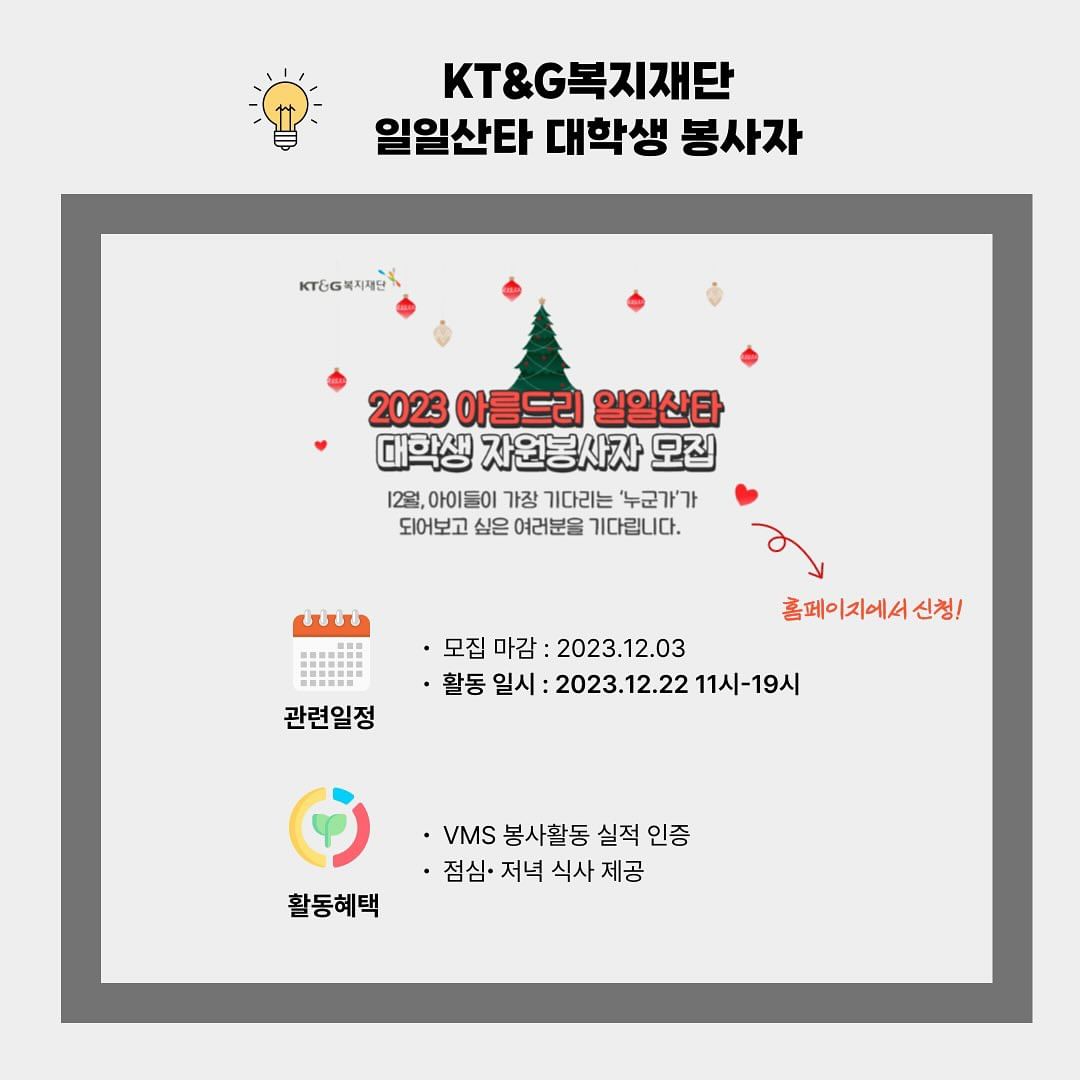 KT&G복지재단
일일산타 대학생 봉사자
KT&G 복지재단
2023 아름드리 일일산타
대학생 자원봉사자 모집
12월, 아이들이 가장 기다리는 '누군가'가
되어보고 싶은 여러분을 기다립니다.
홈페이지에서 신청!
• 모집 마감 : 2023.12.03
• 활동 일시 : 2023.12.22 11시-19시
관련일정
• VMS 봉사활동 실적 인증
• 점심• 저녁 식사 제공
활동혜택